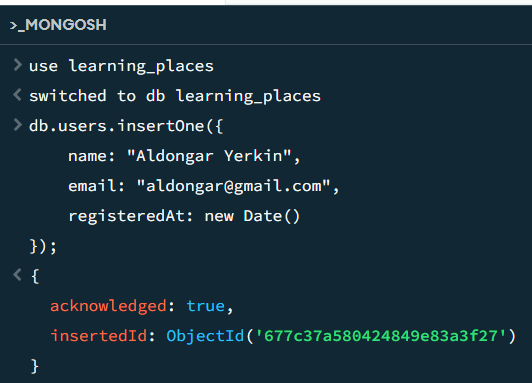 >_MONGOSH
> use learning_places
< switched to db learning_places
> db.users.insertOne({
name: "Aldongar Yerkin",
email: "aldongar@gmail.com",
registeredAt: new Date()
});
< {
acknowledged: true,
insertedId: ObjectId('677c37a580424849e83a3f27')
}